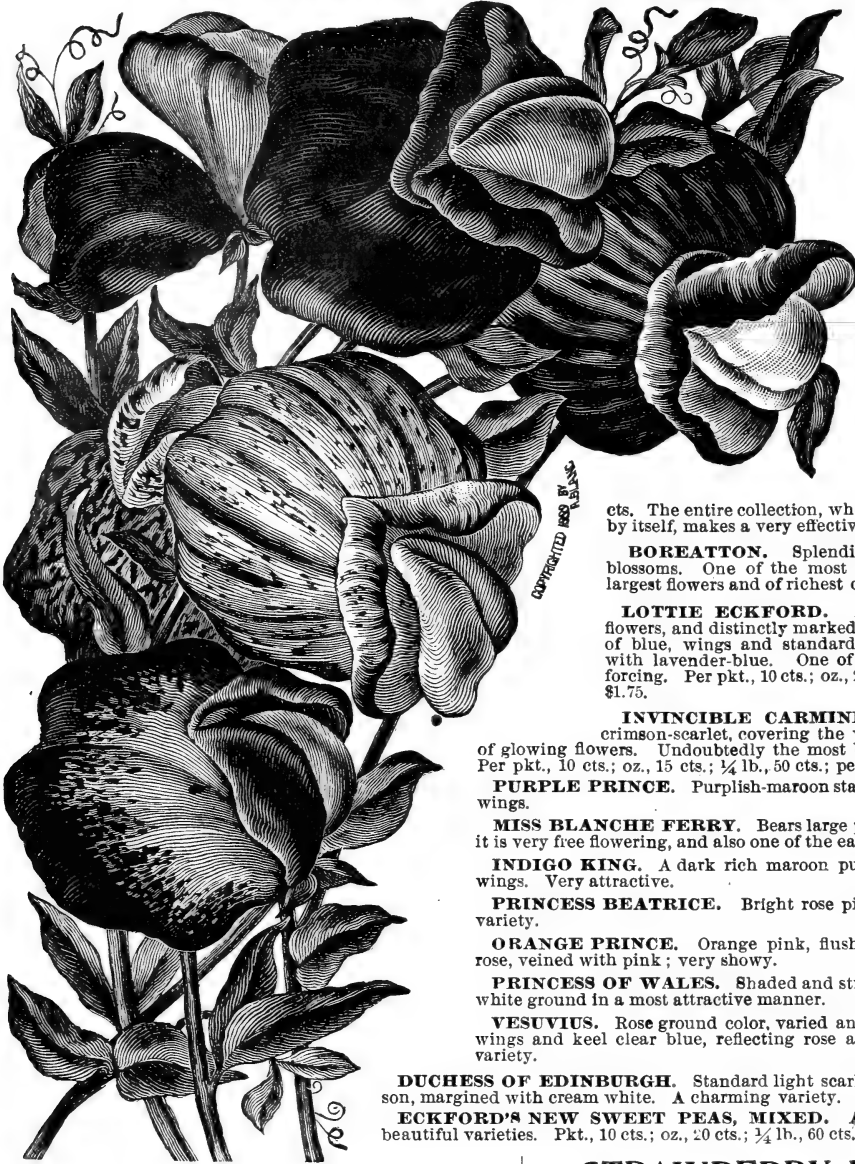 COPYRIGHTED 1889 BY
A.BLANC
cts. The entire collection, wh
by itself, makes a very effectiv
BOREATTON. Splendi
blossoms. One of the most
largest flowers and of richest c
LOTTIE ECKFORD.
flowers, and distinctly marked
of blue, wings and standard
with lavender-blue. One of
forcing. Per pkt., 10 cts.; oz.,
$1.75.
INVINCIBLE CARMIN
crimson-scarlet, covering the
of glowing flowers. Undoubtedly the most
Per pkt., 10 cts.; oz., 15 cts.; ¼ lb., 50 cts.; pe
PURPLE PRINCE. Purplish-maroon sta
wings.
MISS BLANCHE FERRY. Bears large
it is very free flowering, and also one of the ea
INDIGO KING. A dark rich maroon pu
wings. Very attractive.
PRINCESS BEATRICE. Bright rose pi
variety.
ORANGE PRINCE. Orange pink, flush
rose, veined with pink; very showy.
PRINCESS OF WALES. Shaded and st
white ground in a most attractive manner.
VESUVIUS. Rose ground color, varied an
wings and keel clear blue, reflecting rose a
variety.
DUCHESS OF EDINBURGH. Standard light scar
son, margined with cream white. A charming variety.
ECKFORD'S NEW SWEET PEAS, MIXED. A
beautiful varieties. Pkt., 10 cts.; oz., 20 cts.; ¼ lb., 60 cts.